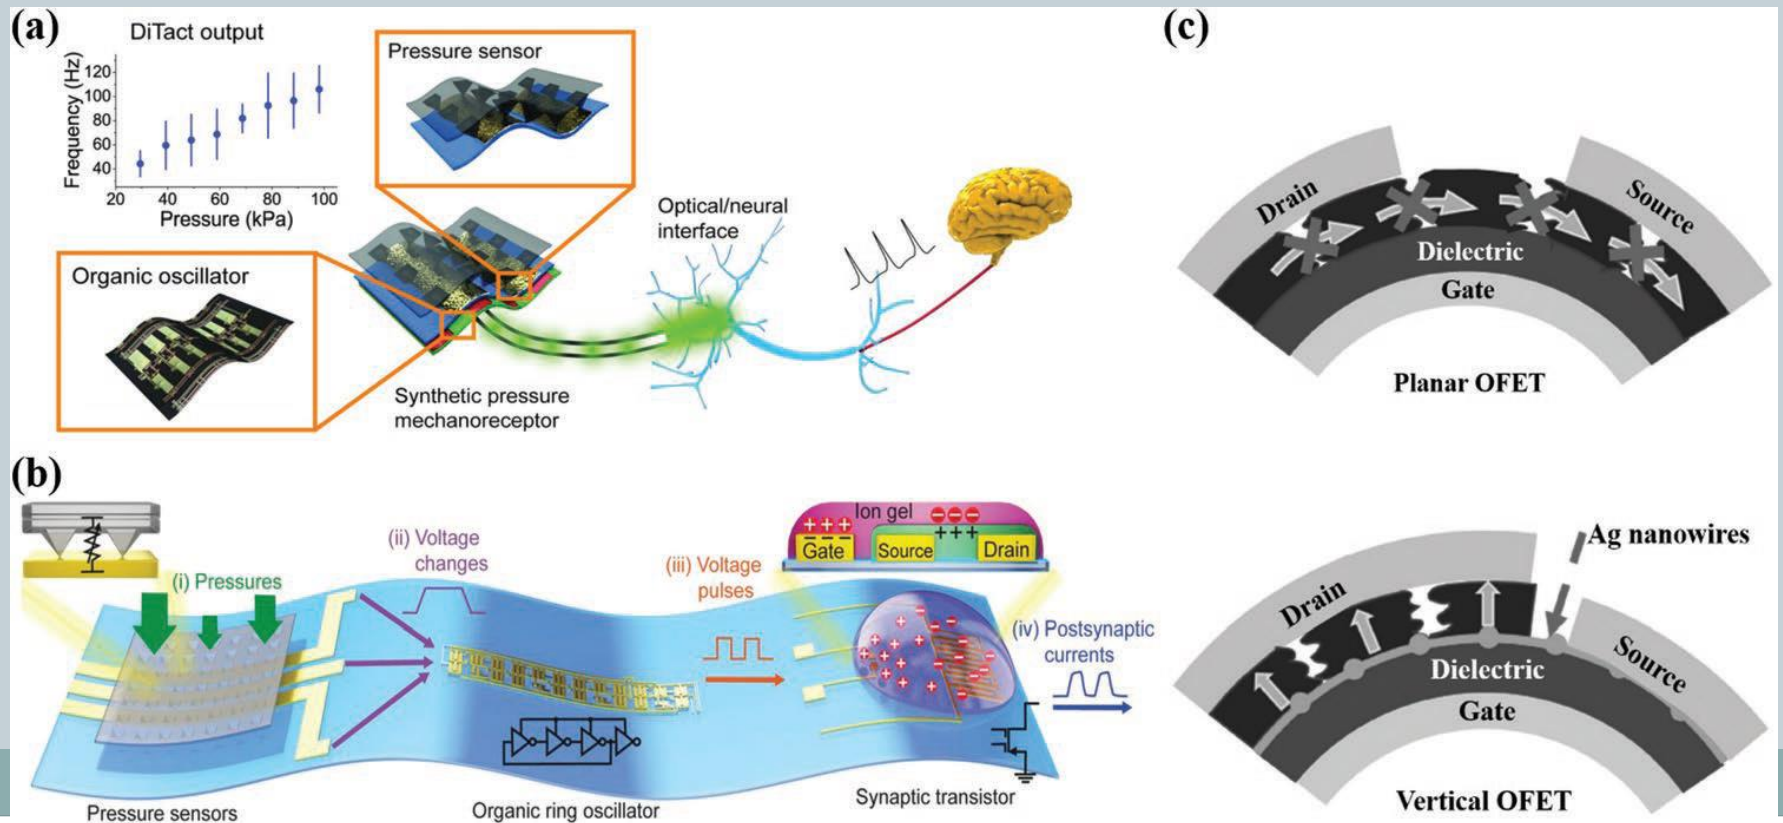 (a)
DiTact output
Frequency (Hz)
120
100
80
60
40
20
40
60
80
100
Pressure (kPa)
Pressure sensor
Organic oscillator
Optical/neural
interface
Synthetic pressure
mechanoreceptor
(b)
(i) Pressures
(ii) Voltage
changes
(iii) Voltage
pulses
Ion gel
Gate
Source
Drain
(iv) Postsynaptic
currents
Pressure sensors
Organic ring oscillator
Synaptic transistor
(c)
Drain
Source
Dielectric
Gate
Planar OFET
Ag nanowires
Drain
Source
Dielectric
Gate
Vertical OFET